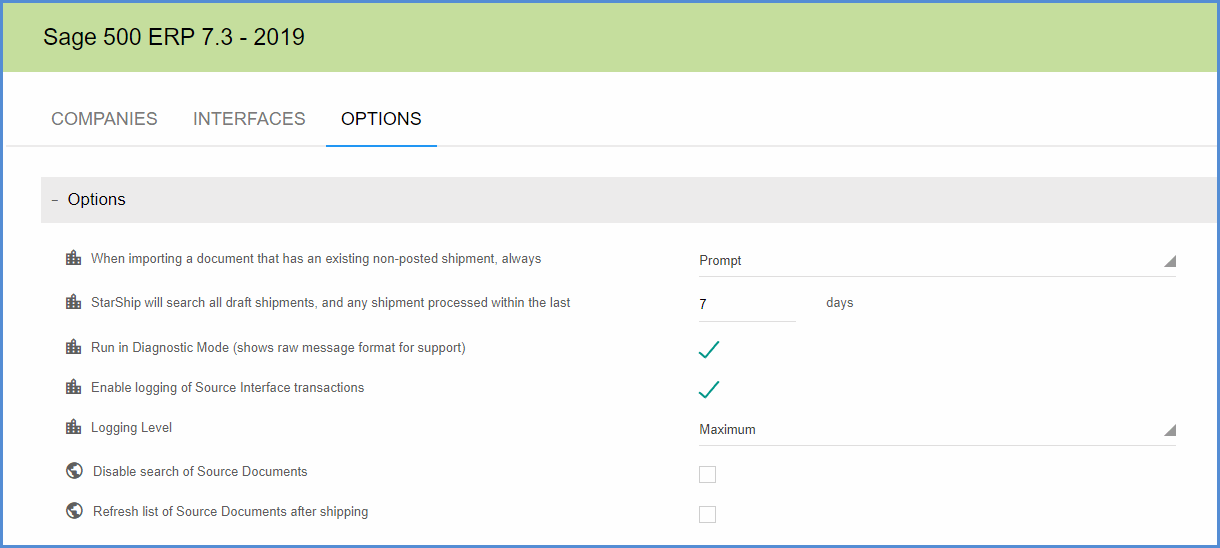 Sage 500 ERP 7.3 - 2019
COMPANIES INTERFACES OPTIONS
- Options
When importing a document that has an existing non-posted shipment, always Prompt
StarShip will search all draft shipments, and any shipment processed within the last 7 days
Run in Diagnostic Mode (shows raw message format for support)
Enable logging of Source Interface transactions
Logging Level Maximum
Disable search of Source Documents
Refresh list of Source Documents after shipping